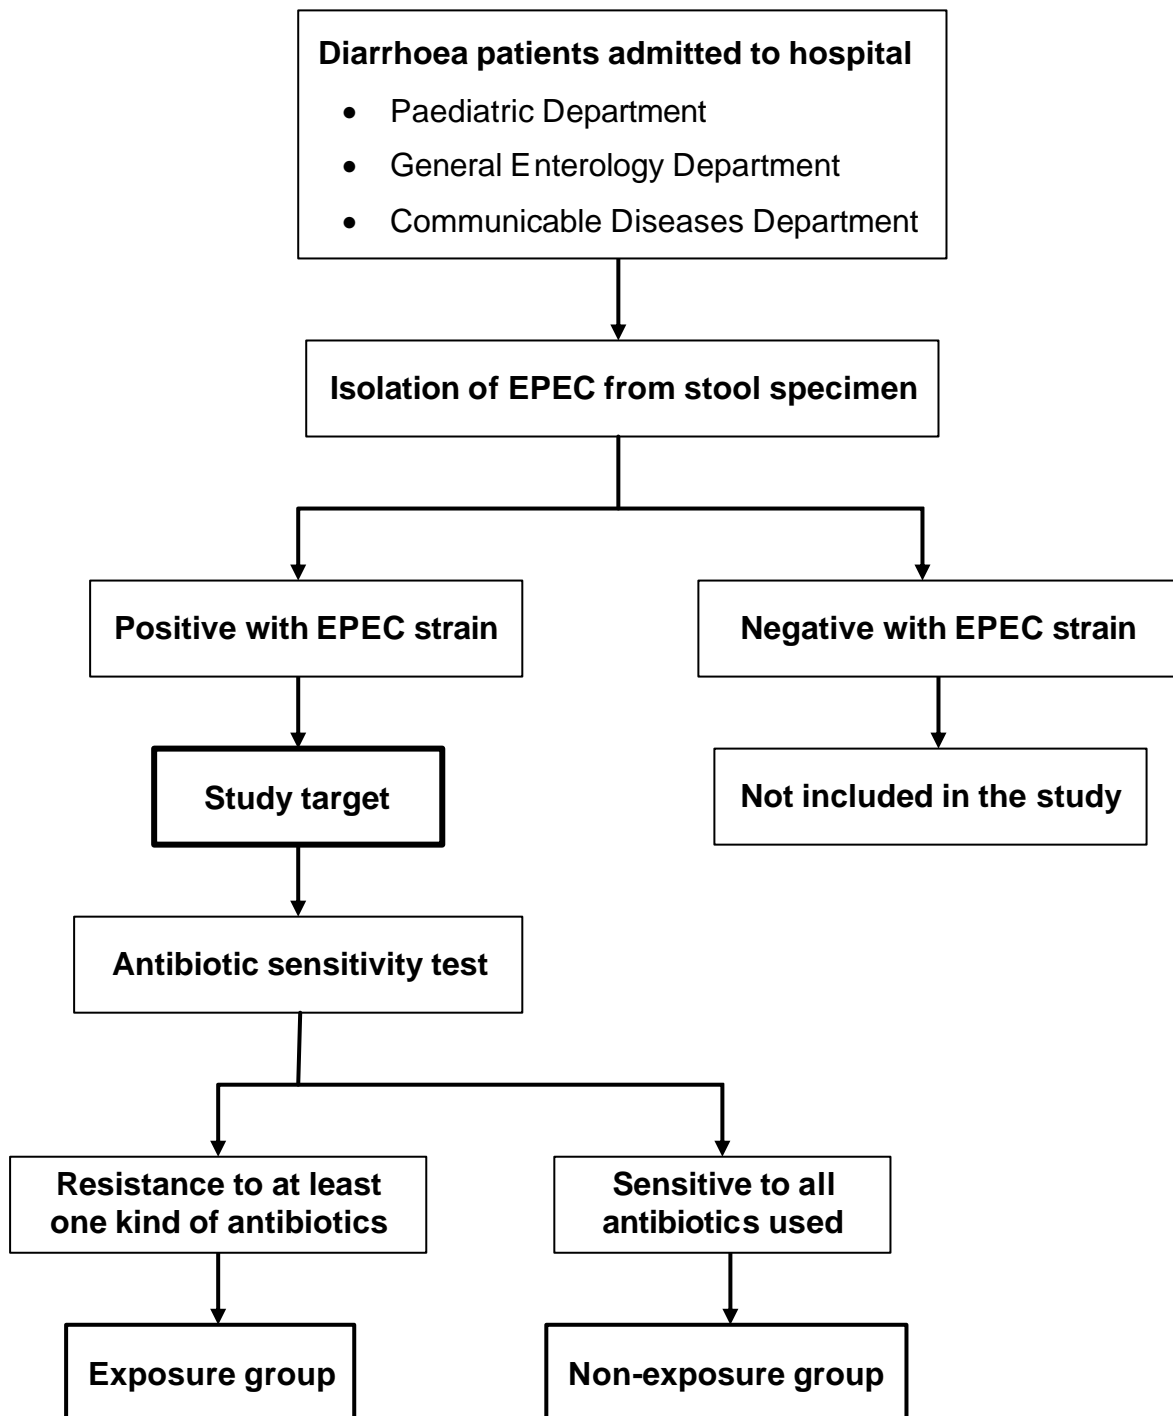 Diarrhoea patients admitted to hospital
• Paediatric Department
• General Enterology Department
• Communicable Diseases Department
Isolation of EPEC from stool specimen
Positive with EPEC strain
Negative with EPEC strain
Study target
Not included in the study
Antibiotic sensitivity test
Resistance to at least
one kind of antibiotics
Sensitive to all
antibiotics used
Exposure group
Non-exposure group